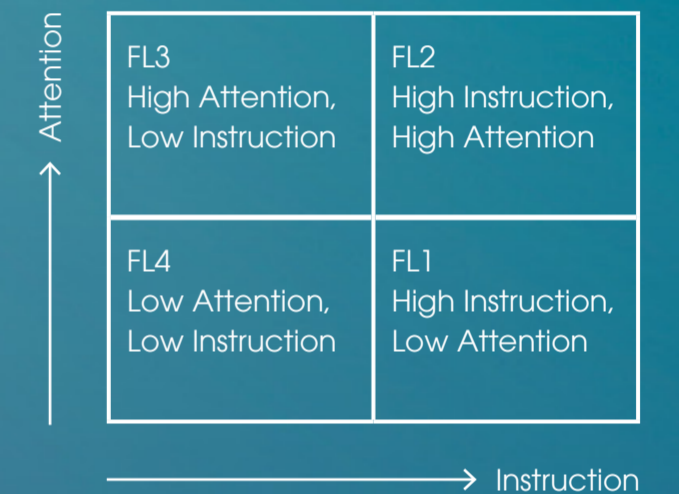 Attention
FL3
High Attention,
Low Instruction
FL2
High Instruction,
High Attention
FL4
Low Attention,
Low Instruction
FL1
High Instruction,
Low Attention
Instruction